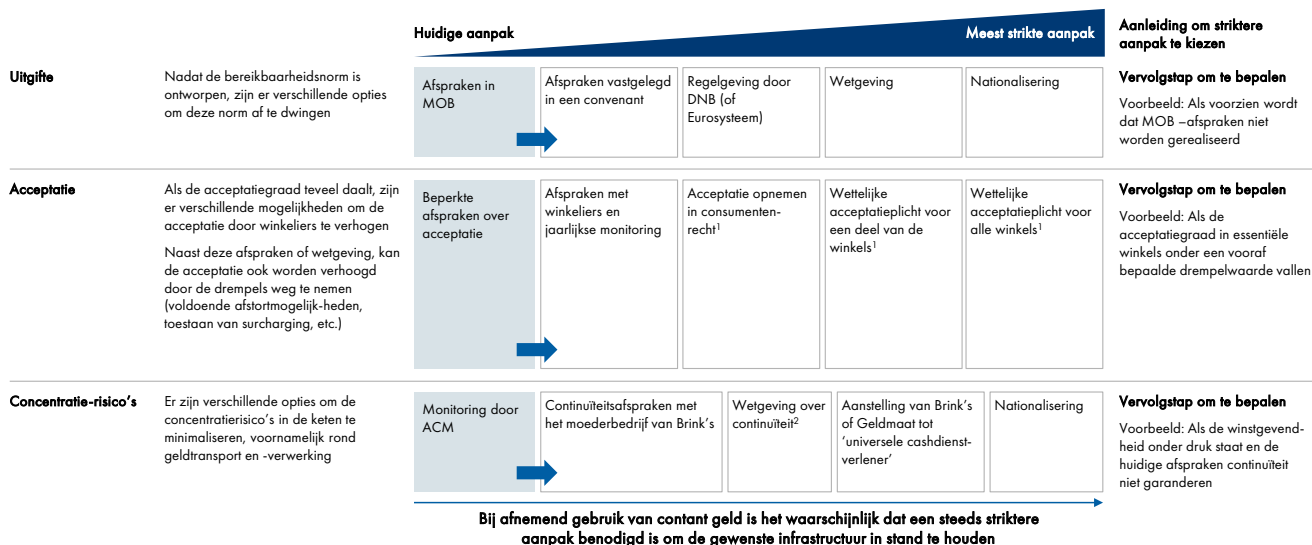 Huidige aanpak
Meest strikte aanpak
Aanleiding om striktere
aanpak te kiezen
Uitgifte
Nadat de bereikbaarheidsnorm is
ontworpen, zijn er verschillende opties
om deze norm af te dwingen
Afspraken in
MOB
Afspraken vastgelegd
in een convenant
Regelgeving door
DNB (of
Eurosysteem)
Wetgeving
Nationalisering
Vervolgstap om te bepalen
Voorbeeld: Als voorzien wordt
dat MOB –afspraken niet
worden gerealiseerd
Acceptatie
Als de acceptatiegraad teveel daalt, zijn
er verschillende mogelijkheden om de
acceptatie door winkeliers te verhogen
Naast deze afspraken of wetgeving, kan
de acceptatie ook worden verhoogd
door de drempels weg te nemen
(voldoende afstortmogelijk-heden,
toestaan van surcharging, etc.)
Beperkte
afspraken over
acceptatie
Afspraken met
winkeliers en
jaarlijkse monitoring
Acceptatie opnemen
in consumenten-
recht¹
Wettelijke
acceptatieplicht voor
een deel van de
winkels¹
Wettelijke
acceptatieplicht voor
alle winkels¹
Vervolgstap om te bepalen
Voorbeeld: Als de
acceptatiegraad in essentiële
winkels onder een vooraf
bepaalde drempelwaarde vallen
Concentratie-risico's
Er zijn verschillende opties om de
concentratierisico's in de keten te
minimaliseren, voornamelijk rond
geldtransport en -verwerking
Monitoring door
ACM
Continuïteitsafspraken met
het moederbedrijf van Brink's
Wetgeving over
continuïteit²
Aanstelling van Brink's
of Geldmaat tot
'universele cashdienst-
verlener'
Nationalisering
Vervolgstap om te bepalen
Voorbeeld: Als de winstgevend-
heid onder druk staat en de
huidige afspraken continuïteit
niet garanderen
Bij afnemend gebruik van contant geld is het waarschijnlijk dat een steeds striktere
aanpak benodigd is om de gewenste infrastructuur in stand te houden